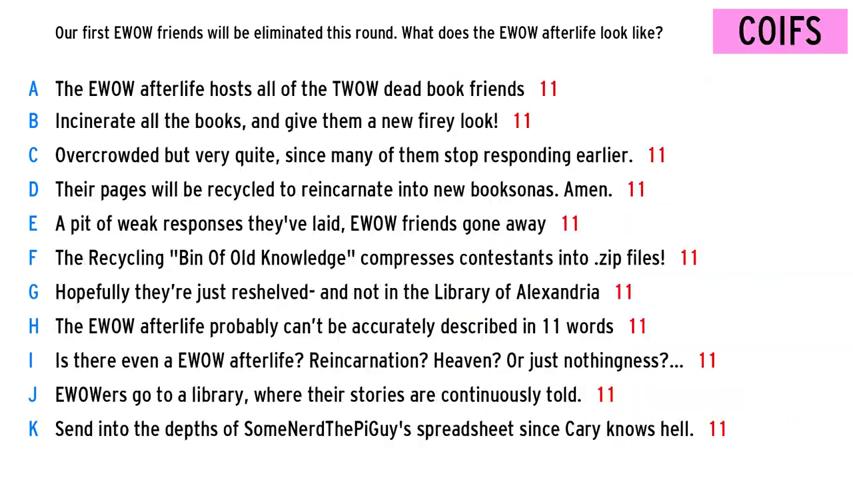 Our first EWOW friends will be eliminated this round. What does the EWOW afterlife look like?
COIFS
A The EWOW afterlife hosts all of the TWOW dead book friends 11
B Incinerate all the books, and give them a new firey look! 11
C Overcrowded but very quite, since many of them stop responding earlier. 11
D Their pages will be recycled to reincarnate into new booksonas. Amen. 11
E A pit of weak responses they've laid, EWOW friends gone away 11
F The Recycling "Bin Of Old Knowledge" compresses contestants into .zip files! 11
G Hopefully they’re just reshelved- and not in the Library of Alexandria 11
H The EWOW afterlife probably can’t be accurately described in 11 words 11
I Is there even a EWOW afterlife? Reincarnation? Heaven? Or just nothingness?... 11
J EWOWers go to a library, where their stories are continuously told. 11
K Send into the depths of SomeNerdThePiGuy's spreadsheet since Cary knows hell. 11